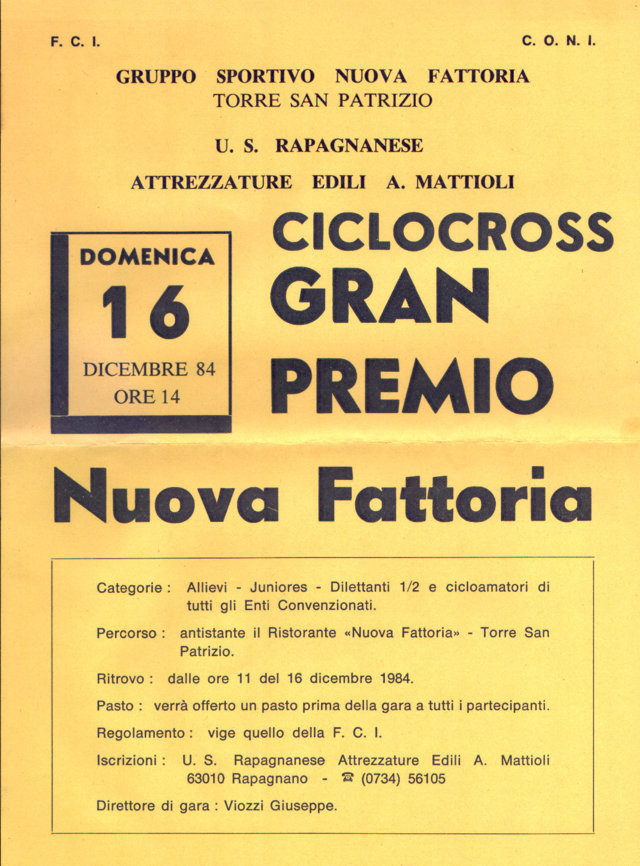 F. C. I.
C. O. N. I.
GRUPPO SPORTIVO NUOVA FATTORIA
TORRE SAN PATRIZIO
U. S. RAPAGNANESE
ATTREZZATURE EDILI A. MATTIOLI
DOMENICA
16
DICEMBRE 84
ORE 14
CICLOCROSS
GRAN
PREMIO
Nuova Fattoria
Categorie : Allievi - Juniores - Dilettanti 1/2 e cicloamatori di
tutti gli Enti Convenzionati.
Percorso : antistante il Ristorante «Nuova Fattoria» - Torre San
Patrizio.
Ritrovo : dalle ore 11 del 16 dicembre 1984.
Pasto : verrà offerto un pasto prima della gara a tutti i partecipanti.
Regolamento : vige quello della F. C. I.
Iscrizioni : U. S. Rapagnanese Attrezzature Edili A. Mattioli
63010 Rapagnano - ☎ (0734) 56105
Direttore di gara : Viozzi Giuseppe.